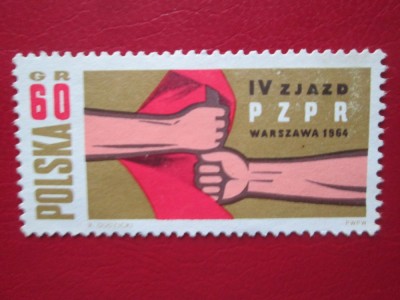 GR
60
POLSKA
IV ZJAZD
PZPR
WARSZAWA 1964